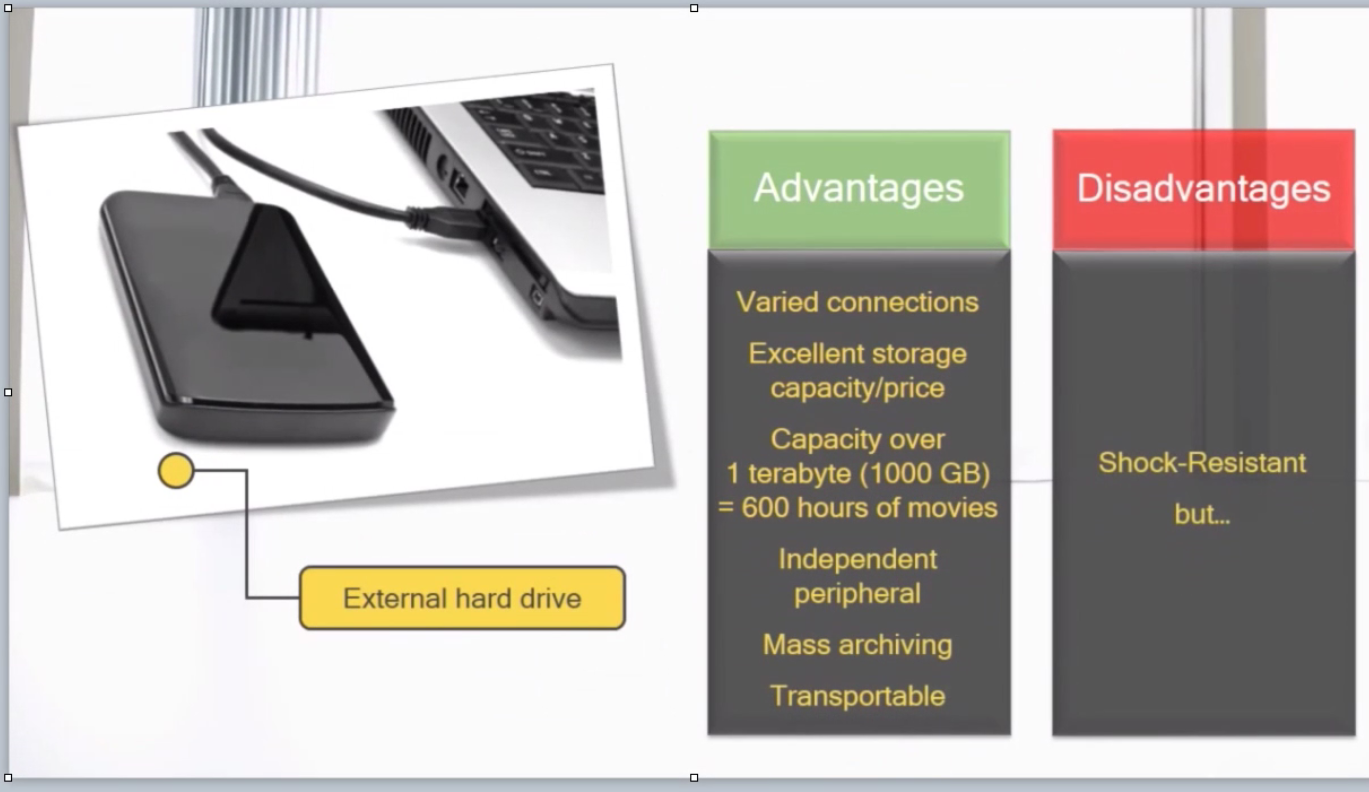 Advantages
Varied connections
Excellent storage
capacity/price
Capacity over
1 terabyte (1000 GB)
= 600 hours of movies
Independent
peripheral
Mass archiving
Transportable
Disadvantages
Shock-Resistant
but...
External hard drive